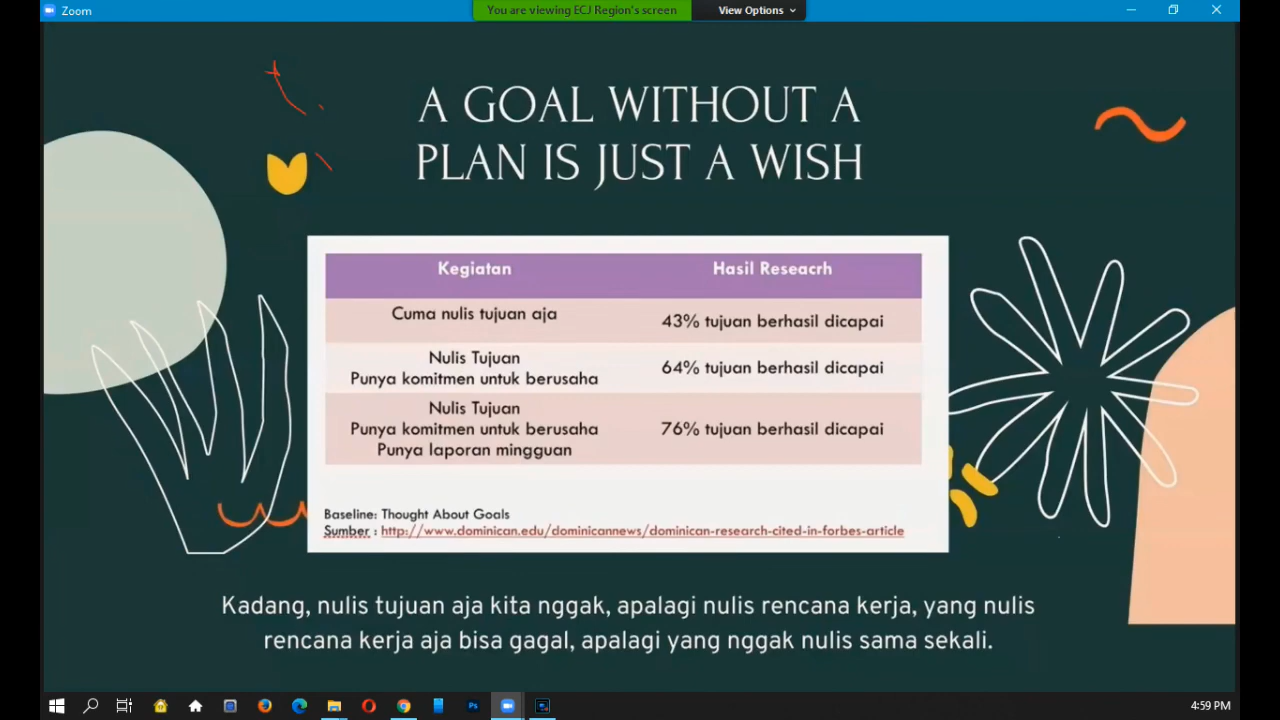 Zoom
You are viewing ECJ Region's screen
View Options
A GOAL WITHOUT A
PLAN IS JUST A WISH
Kegiatan
Hasil Reseacrh
Cuma nulis tujuan aja
43% tujuan berhasil dicapai
Nulis Tujuan
Punya komitmen untuk berusaha
64% tujuan berhasil dicapai
Nulis Tujuan
Punya komitmen untuk berusaha
Punya laporan mingguan
76% tujuan berhasil dicapai
Baseline: Thought About Goals
Sumber : http://www.dominican.edu/dominicannews/dominican-research-cited-in-forbes-article
Kadang, nulis tujuan aja kita nggak, apalagi nulis rencana kerja, yang nulis
rencana kerja aja bisa gagal, apalagi yang nggak nulis sama sekali.
Ps
4:59 PM